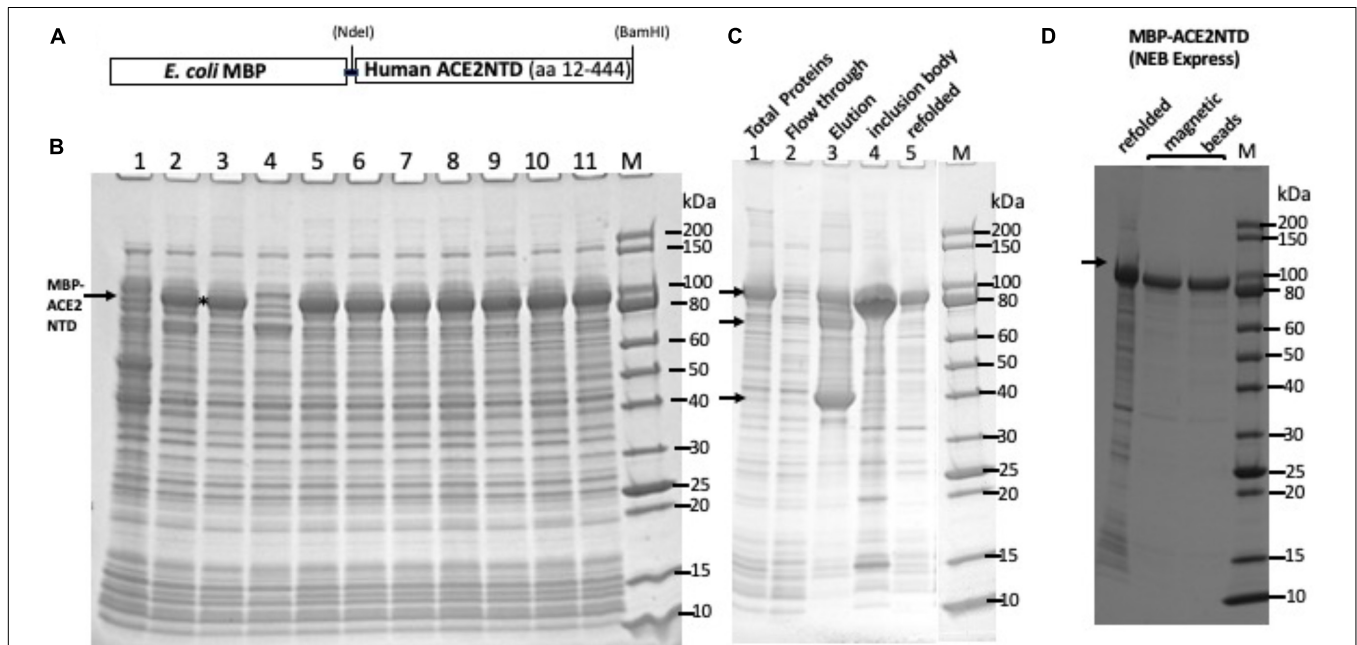 A
(NdeI)
(BamHI)
E. coli MBP
Human ACE2NTD (aa 12-444)
B
1 2 3 4 5 6 7 8 9 10 11 M
kDa
200
150
100
80
60
50
40
30
25
20
15
10
MBP-
ACE2
NTD
*
C
Total Proteins
Flow through
Elution
inclusion body
refolded
1 2 3 4 5 M
kDa
200
150
100
80
60
50
40
30
25
20
15
10
D
MBP-ACE2NTD
(NEB Express)
refolded
magnetic
beads
M
kDa
200
150
100
80
60
50
40
30
25
20
15
10